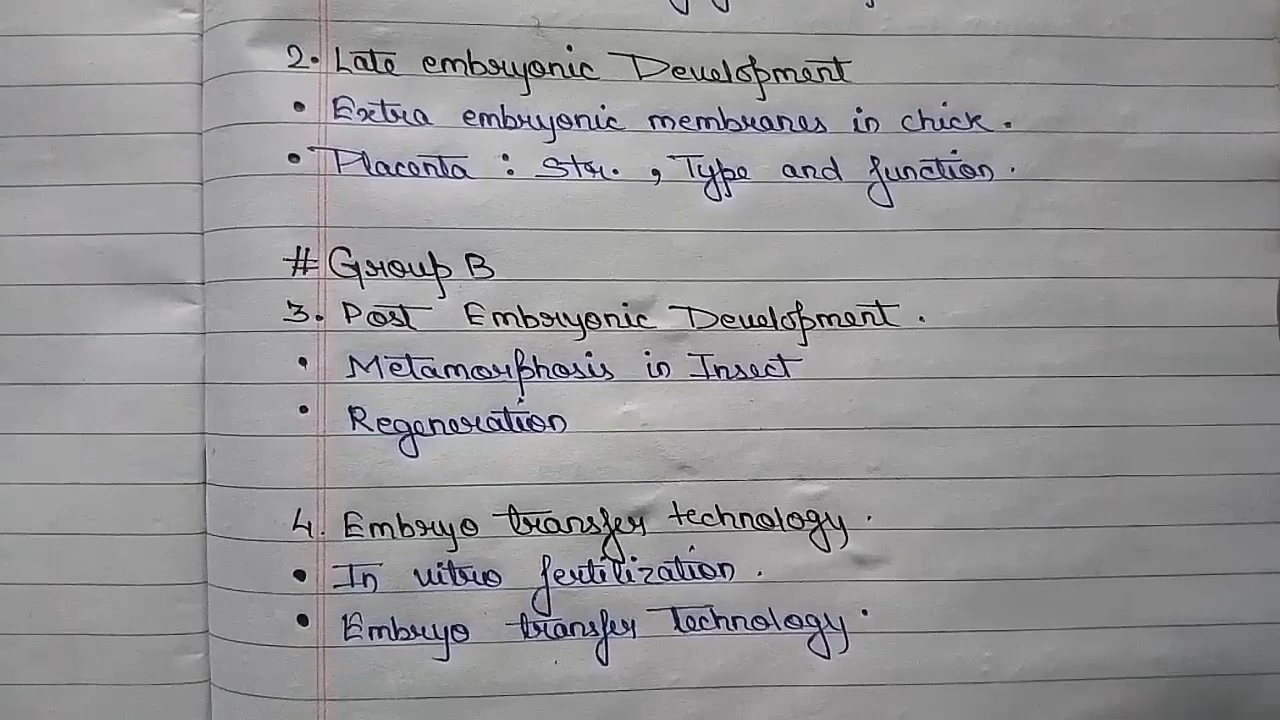 2. Late embryonic Development
• Extra embryonic membranes in chick.
• Placenta : Str. , Type and function.
# Group B
3. Post Embryonic Development.
• Metamorphosis in Insect
• Regeneration
4. Embryo transfer technology.
• In vitro fertilization.
• Embryo transfer Technology.